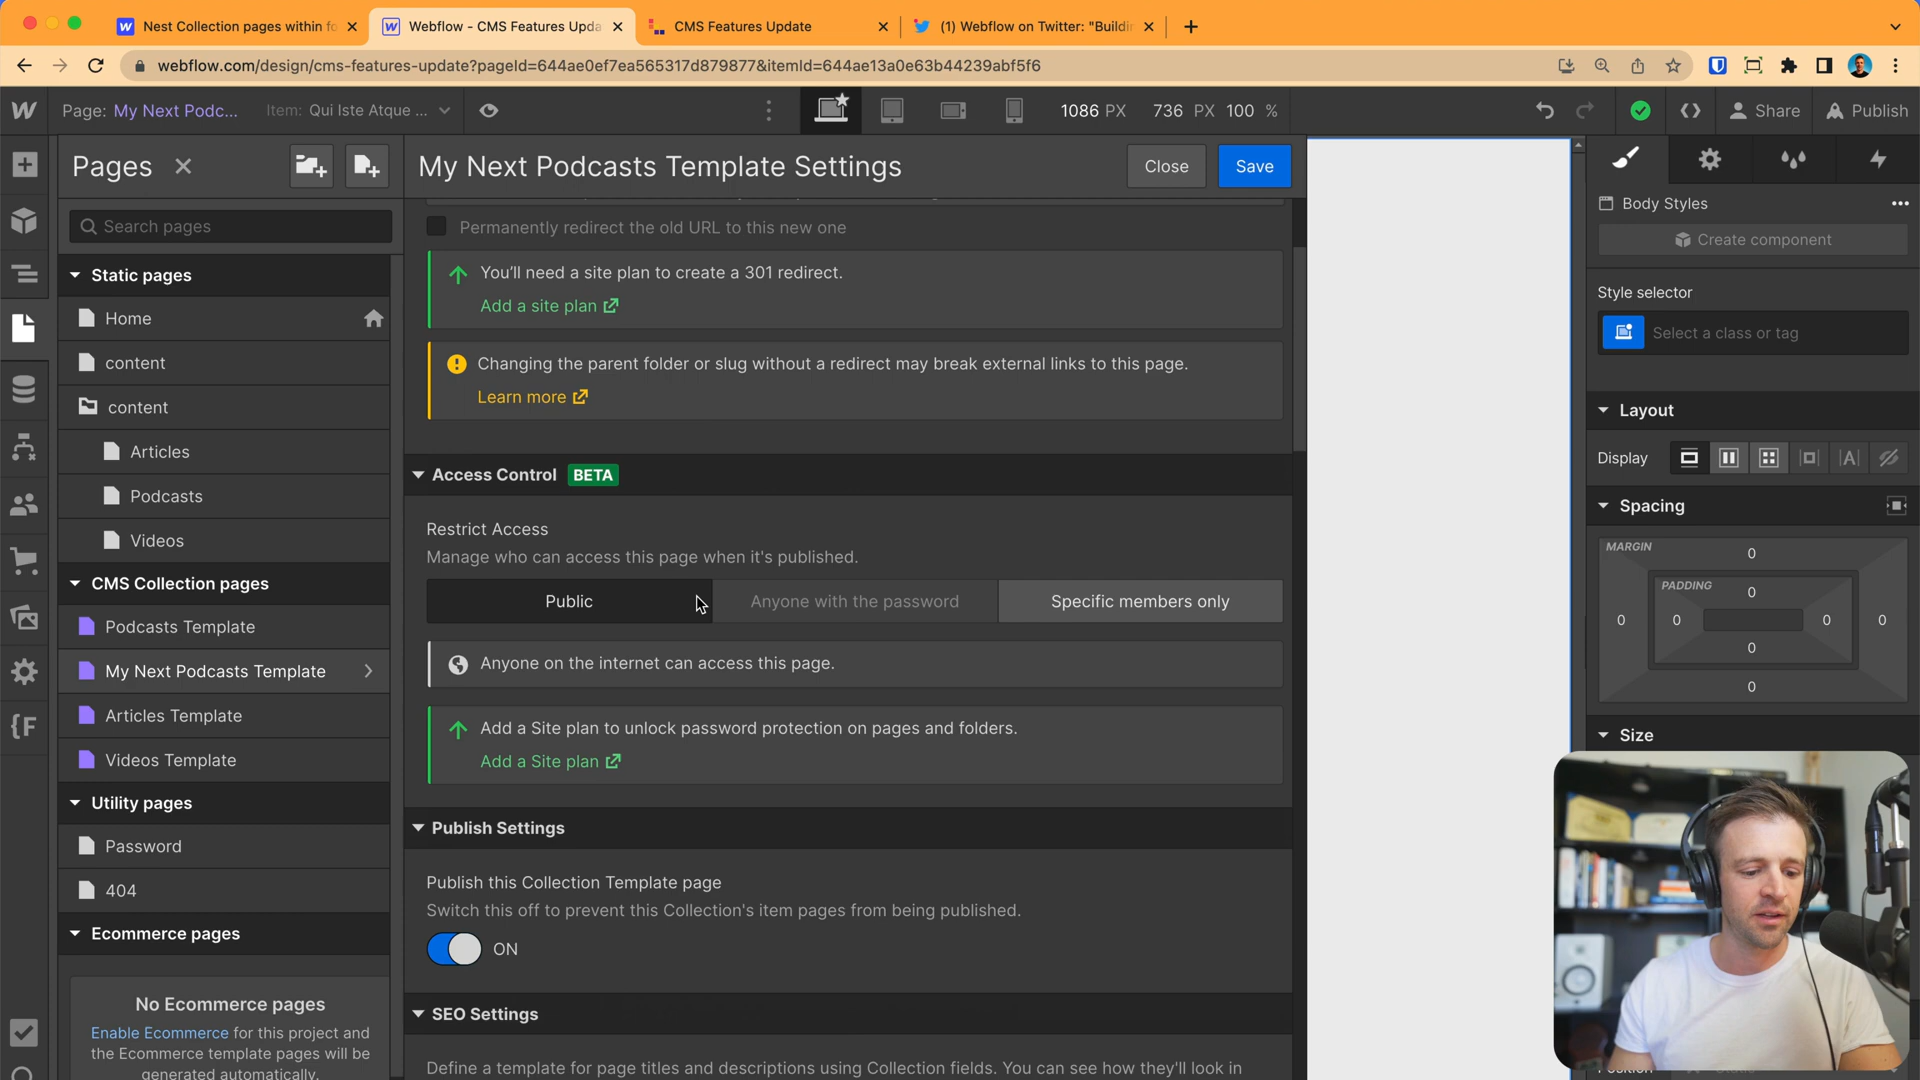 Nest Collection pages within fo
Webflow - CMS Features Upda
CMS Features Update
(1) Webflow on Twitter: "Buildi
webflow.com/design/cms-features-update?pageId=644ae0ef7ea565317d879877&itemId=644ae13a0e63b44239abf5f6
Page: My Next Podc...
Item: Qui Iste Atque ...
1086 PX 736 PX 100 %
Share
Publish
Pages
My Next Podcasts Template Settings
Close
Save
Search pages
Static pages
Home
content
content
Articles
Podcasts
Videos
CMS Collection pages
Podcasts Template
My Next Podcasts Template
Articles Template
Videos Template
Utility pages
Password
404
Ecommerce pages
No Ecommerce pages
Enable Ecommerce for this project and
the Ecommerce template pages will be
generated automatically.
Permanently redirect the old URL to this new one
You'll need a site plan to create a 301 redirect.
Add a site plan
Changing the parent folder or slug without a redirect may break external links to this page.
Learn more
Access Control BETA
Restrict Access
Manage who can access this page when it's published.
Public
Anyone with the password
Specific members only
Anyone on the internet can access this page.
Add a Site plan to unlock password protection on pages and folders.
Add a Site plan
Publish Settings
Publish this Collection Template page
Switch this off to prevent this Collection's item pages from being published.
ON
SEO Settings
Define a template for page titles and descriptions using Collection fields. You can see how they'll look in
Body Styles
Create component
Style selector
Select a class or tag
Layout
Display
Spacing
MARGIN
0
PADDING
0
0 0 0 0
0
0
Size